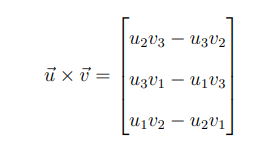 u₂v₃ − u₃v₂
u⃗ × v⃗ = u₃v₁ − u₁v₃
u₁v₂ − u₂v₁